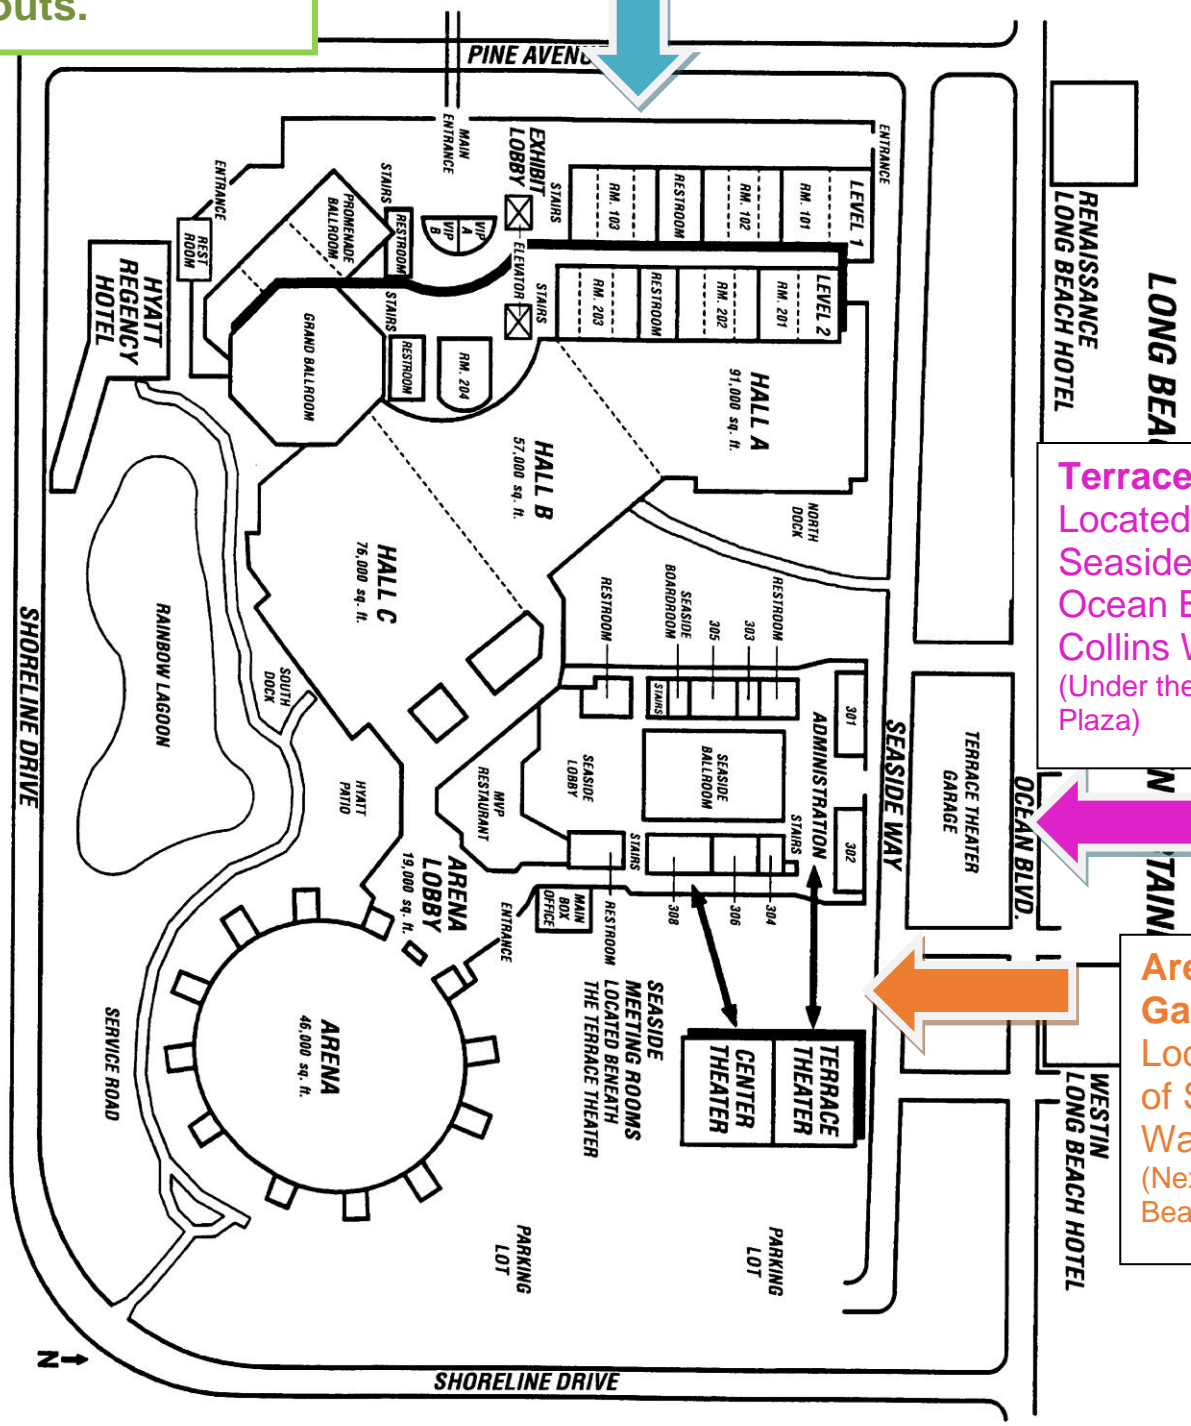 outs.
PINE AVENU
ENTRANCE
MAIN
ENTRANCE
EXHIBIT
LOBBY
STAIRS
LEVEL 1
RM. 101
RM. 102
RESTROOM
RM. 103
ENTRANCE
STAIRS
PROMENADE
BALLROOM
RESTROOM
VIP
A
VIP
B
ELEVATOR
STAIRS
LEVEL 2
RM. 201
RM. 202
RESTROOM
RM. 203
REST
ROOM
HYATT
REGENCY
HOTEL
STAIRS
GRAND BALLROOM
RESTROOM
RM. 204
HALL A
91,000 sq. ft.
HALL B
57,000 sq. ft.
HALL C
76,000 sq. ft.
NORTH
DOCK
RENAISSANCE
LONG BEACH HOTEL
LONG BEAC
Terrace
Located
Seaside
Ocean B
Collins W
(Under the
Plaza)
RESTROOM
SEASIDE
BOARDROOM
305
303
RESTROOM
STAIRS
301
ADMINISTRATION
SEASIDE
BALLROOM
SEASIDE
LOBBY
STAIRS
302
SEASIDE WAY
TERRACE THEATER
GARAGE
OCEAN BLVD.
TAIN
SHORELINE DRIVE
RAINBOW LAGOON
SOUTH
DOCK
HYATT
PATIO
MVP
RESTAURANT
ARENA
LOBBY
19,000 sq. ft.
STAIRS
MAIN
BOX
OFFICE
ENTRANCE
RESTROOM
308
306
304
SEASIDE
MEETING ROOMS
LOCATED BENEATH
THE TERRACE THEATER
TERRACE
THEATER
CENTER
THEATER
Are
Ga
Loc
of S
Wa
(Nex
Bea
SERVICE ROAD
ARENA
46,000 sq. ft.
WESTIN
LONG BEACH HOTEL
PARKING
LOT
PARKING
LOT
N
SHORELINE DRIVE